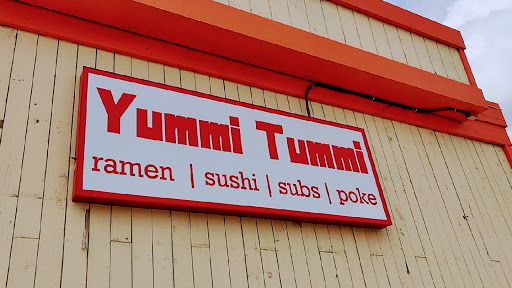 Yummi Tummi
ramen | sushi | subs | poke